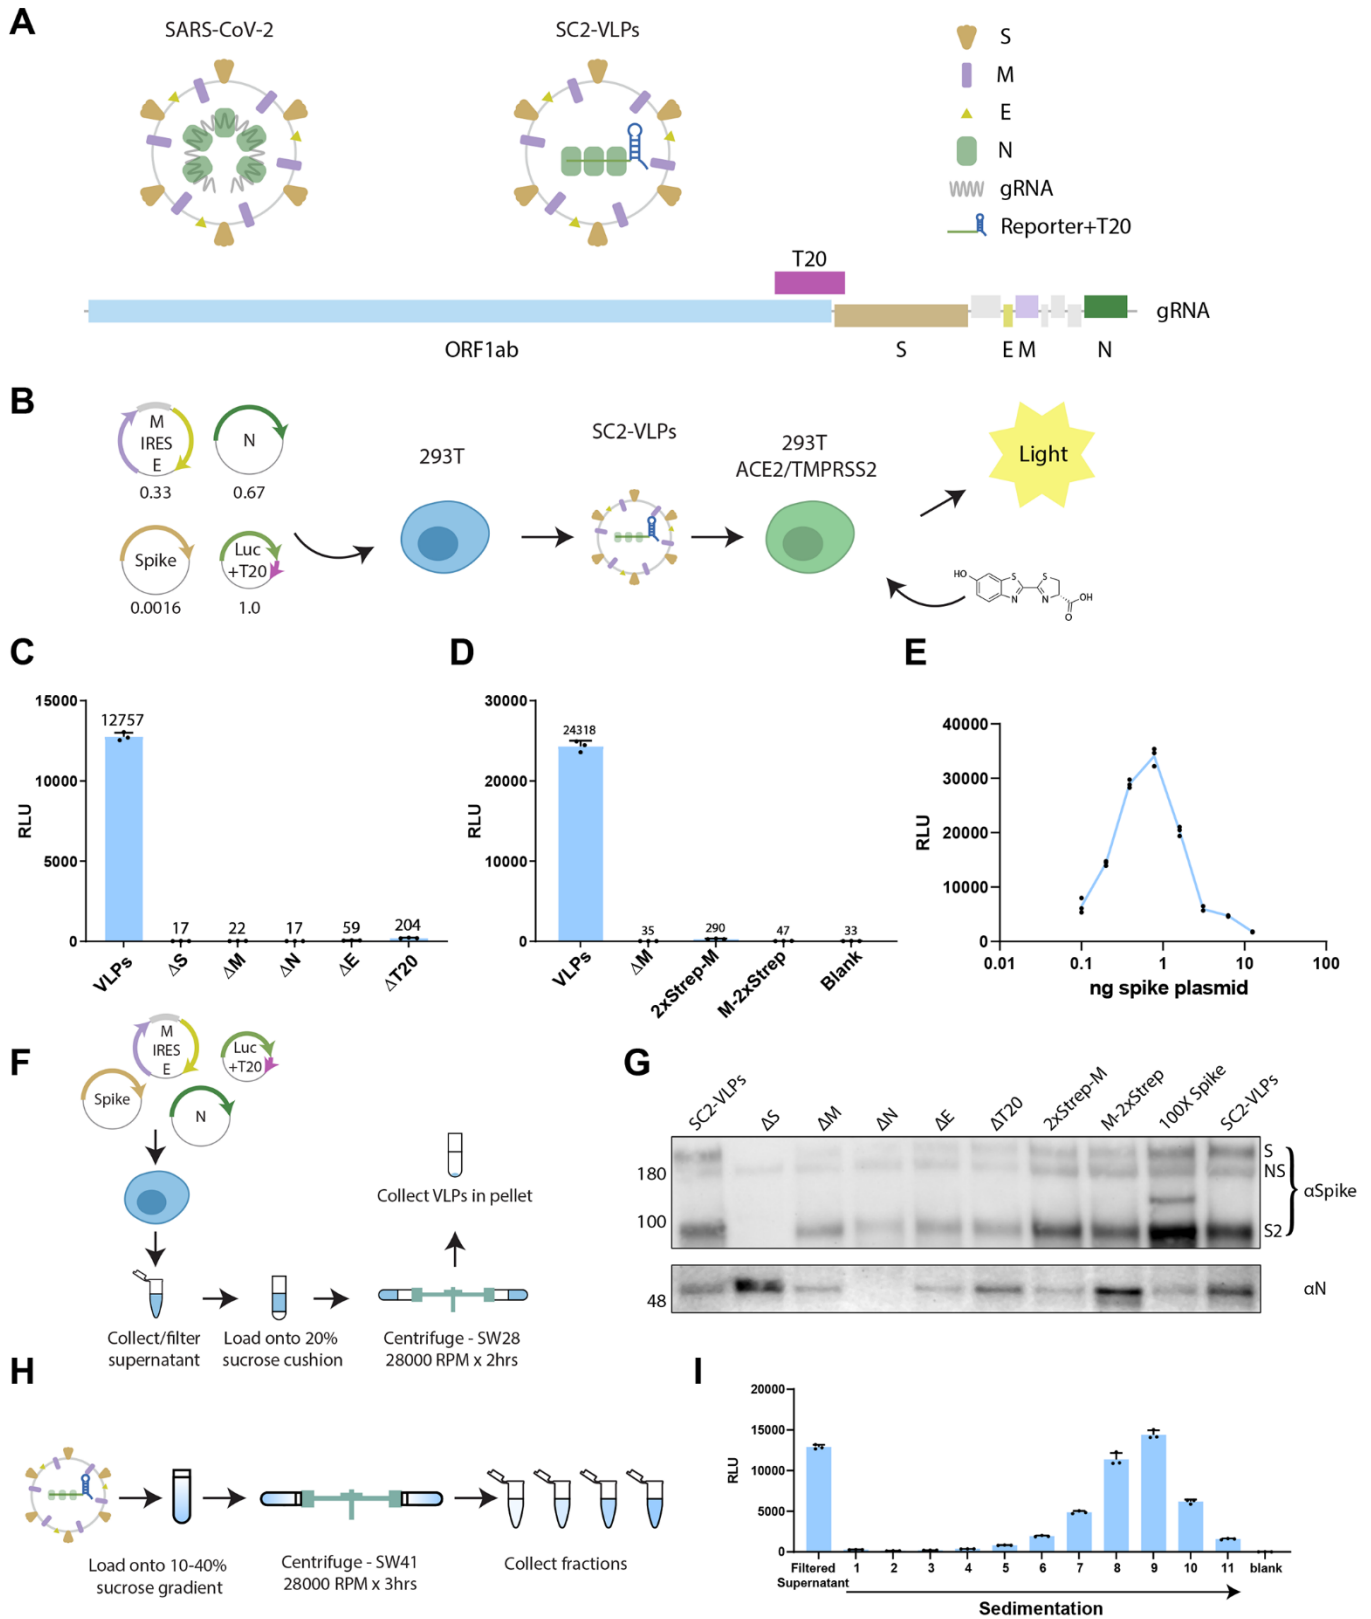 A
SARS-CoV-2
SC2-VLPs
S
M
E
N
gRNA
Reporter+T20
T20
gRNA
ORF1ab
S
E M
N
B
M
IRES
E
0.33
N
0.67
Spike
0.0016
Luc
+T20
1.0
293T
SC2-VLPs
293T
ACE2/TMPRSS2
Light
HO
S
N
S
N
OH
O
C
RLU
15000
10000
5000
0
12757
17
22
17
59
204
VLPs
ΔS
ΔM
ΔN
ΔE
ΔT20
D
RLU
30000
20000
10000
0
24318
35
290
47
33
VLPs
ΔM
2xStrep-M
M-2xStrep
Blank
E
RLU
40000
30000
20000
10000
0
0.01
0.1
1
10
100
ng spike plasmid
F
M
IRES
E
Luc
+T20
Spike
N
Collect VLPs in pellet
Collect/filter
supernatant
Load onto 20%
sucrose cushion
Centrifuge - SW28
28000 RPM x 2hrs
G
SC2-VLPs
ΔS
ΔM
ΔN
ΔE
ΔT20
2xStrep-M
M-2xStrep
100X Spike
SC2-VLPs
180
100
48
S
NS
S2
αSpike
αN
H
Load onto 10-40%
sucrose gradient
Centrifuge - SW41
28000 RPM x 3hrs
Collect fractions
I
RLU
20000
15000
10000
5000
0
Filtered
Supernatant
1
2
3
4
5
6
7
8
9
10
11
blank
Sedimentation